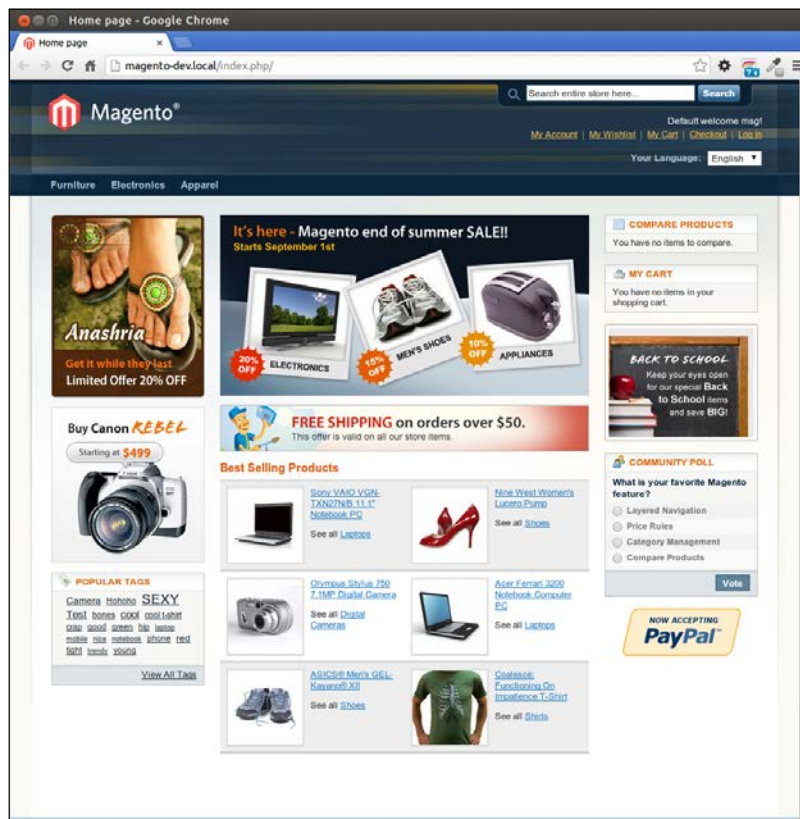 Home page - Google Chrome
Home page
magento-dev.local/index.php/
Magento®
Search entire store here...
Search
Default welcome msg!
My Account | My Wishlist | My Cart | Checkout | Log In
Your Language: English
Furniture Electronics Apparel
Anashria
Get it while they last
Limited Offer 20% OFF
It's here - Magento end of summer SALE!!
Starts September 1st
20% OFF
ELECTRONICS
15% OFF
MEN'S SHOES
10% OFF
APPLIANCES
COMPARE PRODUCTS
You have no items to compare.
MY CART
You have no items in your
shopping cart.
BACK TO SCHOOL
Keep your eyes open
for our special Back
to School items
and save BIG!
Buy Canon REBEL
Starting at $499
FREE SHIPPING on orders over $50.
This offer is valid on all our store items.
Best Selling Products
Sony VAIO VGN-
TXN27N/B 11.1"
Notebook PC
See all Laptops
Nine West Women's
Lucero Pump
See all Shoes
Olympus Stylus 750
7.1MP Digital Camera
See all Digital
Cameras
Acer Ferrari 3200
Notebook Computer
PC
See all Laptops
ASICS® Men's GEL-
Kayano® XII
See all Shoes
Coalesce:
Functioning On
Impatience T-Shirt
See all Shirts
COMMUNITY POLL
What is your favorite Magento
feature?
Layered Navigation
Price Rules
Category Management
Compare Products
Vote
NOW ACCEPTING
PayPal
POPULAR TAGS
Camera Hohoho SEXY
Test bones cool cool t-shirt
crap good green hip laptop
mobile nice notebook phone red
tight trendy young
View All Tags